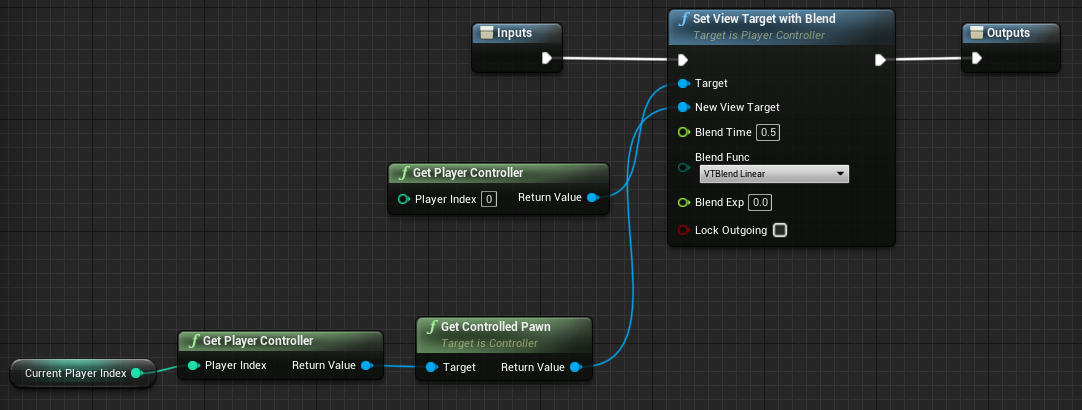 Inputs
Set View Target with Blend
Target is Player Controller
Outputs
Target
New View Target
Blend Time 0.5
Blend Func
VTBlend Linear
Blend Exp 0.0
Lock Outgoing
f Get Player Controller
Player Index 0 Return Value
f Get Player Controller
Player Index Return Value
f Get Controlled Pawn
Target is Controller
Target Return Value
Current Player Index